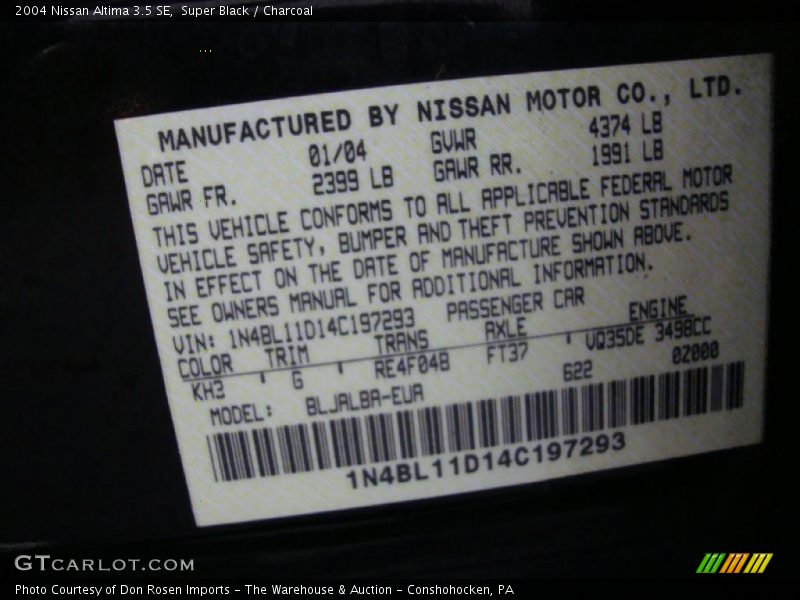 2004 Nissan Altima 3.5 SE,  Super Black / Charcoal
MANUFACTURED BY NISSAN MOTOR CO., LTD.
DATE 01/04 GVWR 4374 LB
GAWR FR. 2399 LB GAWR RR. 1991 LB
THIS VEHICLE CONFORMS TO ALL APPLICABLE FEDERAL MOTOR
VEHICLE SAFETY, BUMPER AND THEFT PREVENTION STANDARDS
IN EFFECT ON THE DATE OF MANUFACTURE SHOWN ABOVE.
SEE OWNERS MANUAL FOR ADDITIONAL INFORMATION.
VIN: 1N4BL11D14C197293 PASSENGER CAR
COLOR TRIM TRANS AXLE ENGINE
KH3 G RE4F04B FT37 VQ35DE 3498CC
622 0Z000
MODEL: BLJALBA-EUA
1N4BL11D14C197293
GTCARLOT.COM
Photo Courtesy of Don Rosen Imports - The Warehouse & Auction - Conshohocken, PA